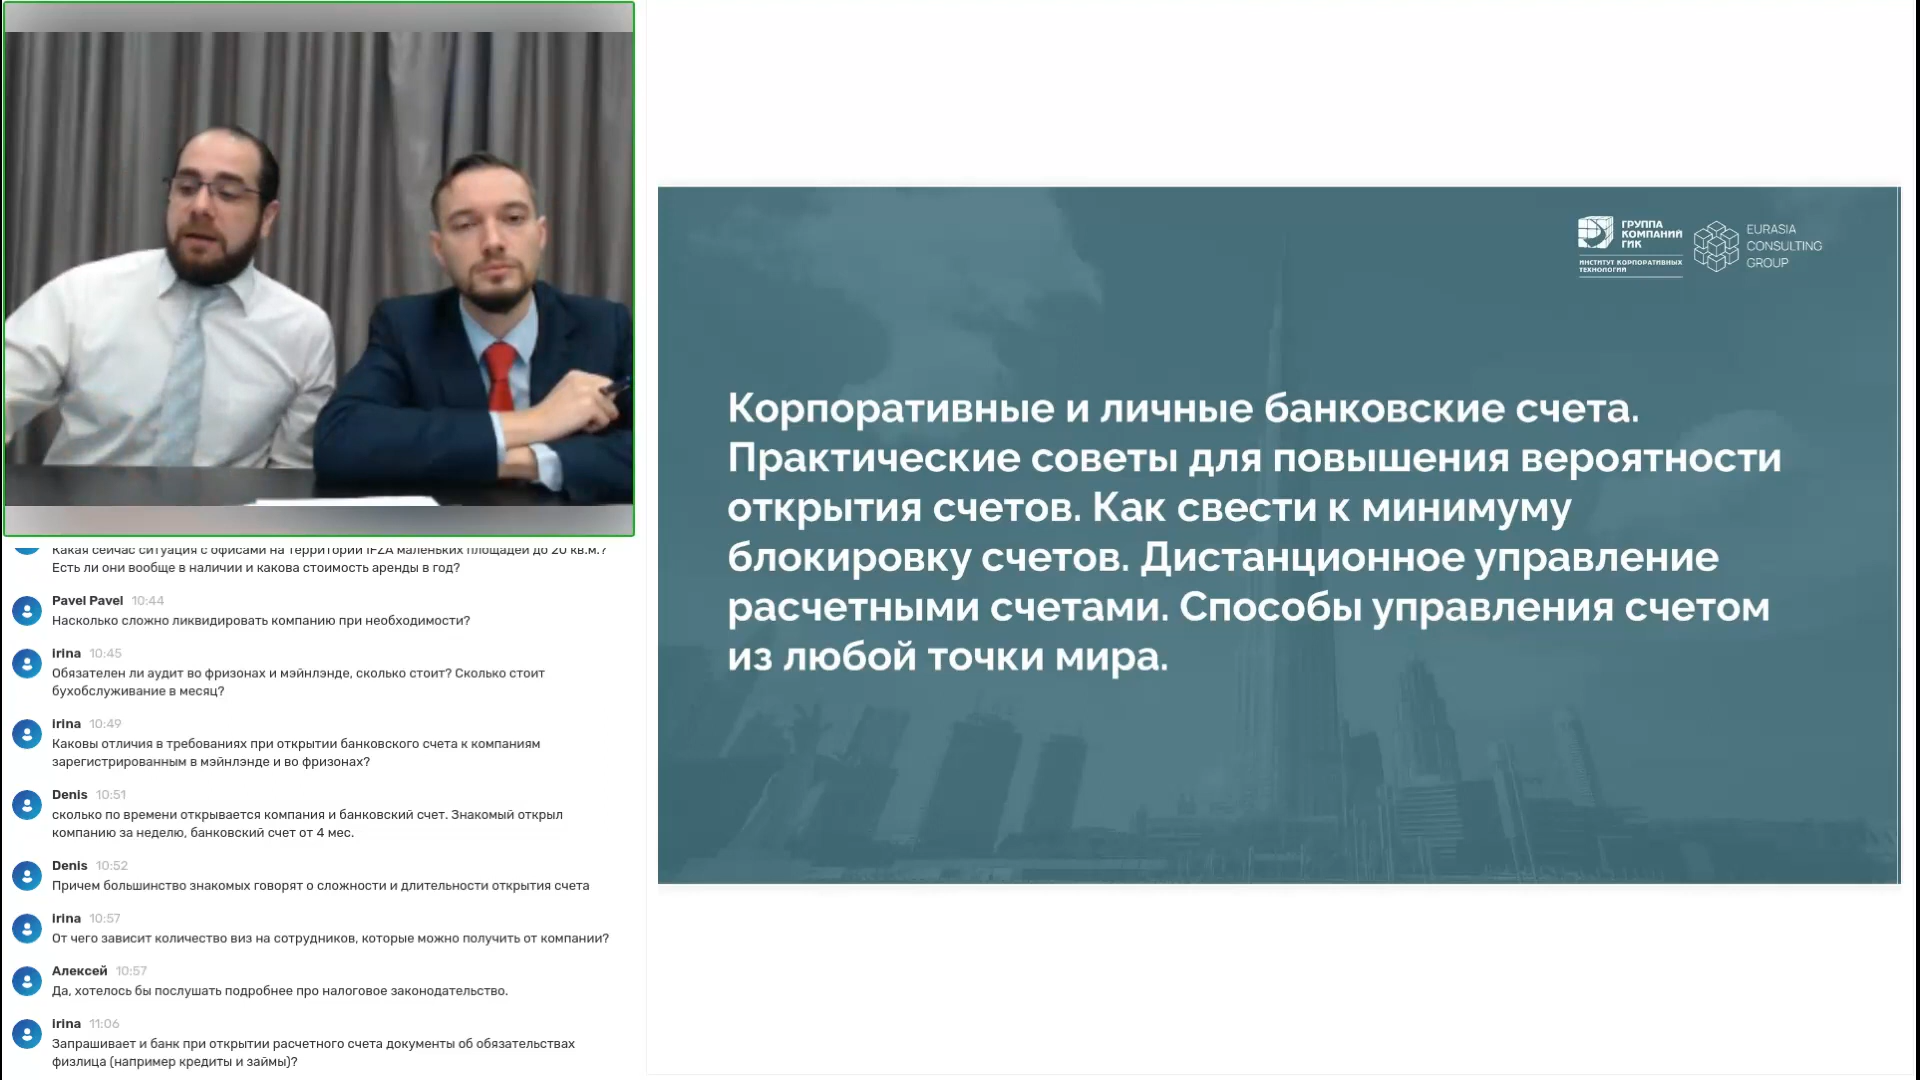 Какая сейчас ситуация с офисами на территории IFZA маленьких площадей до 20 кв.м.?
Есть ли они вообще в наличии и какова стоимость аренды в год?
Pavel Pavel 10:44
Насколько сложно ликвидировать компанию при необходимости?
irina 10:45
Обязателен ли аудит во фризонах и мэйнлэнде, сколько стоит? Сколько стоит
бухобслуживание в месяц?
irina 10:49
Каковы отличия в требованиях при открытии банковского счета к компаниям
зарегистрированным в мэйнлэнде и во фризонах?
Denis 10:51
сколько по времени открывается компания и банковский счет. Знакомый открыл
компанию за неделю, банковский счет от 4 мес.
Denis 10:52
Причем большинство знакомых говорят о сложности и длительности открытия счета
irina 10:57
От чего зависит количество виз на сотрудников, которые можно получить от компании?
Алексей 10:57
Да, хотелось бы послушать подробнее про налоговое законодательство.
irina 11:06
Запрашивает и банк при открытии расчетного счета документы об обязательствах
физлица (например кредиты и займы)?
ГРУППА
КОМПАНИЙ
ГИК
ИНСТИТУТ КОРПОРАТИВНЫХ
ТЕХНОЛОГИЙ
EURASIA
CONSULTING
GROUP
Корпоративные и личные банковские счета.
Практические советы для повышения вероятности
открытия счетов. Как свести к минимуму
блокировку счетов. Дистанционное управление
расчетными счетами. Способы управления счетом
из любой точки мира.